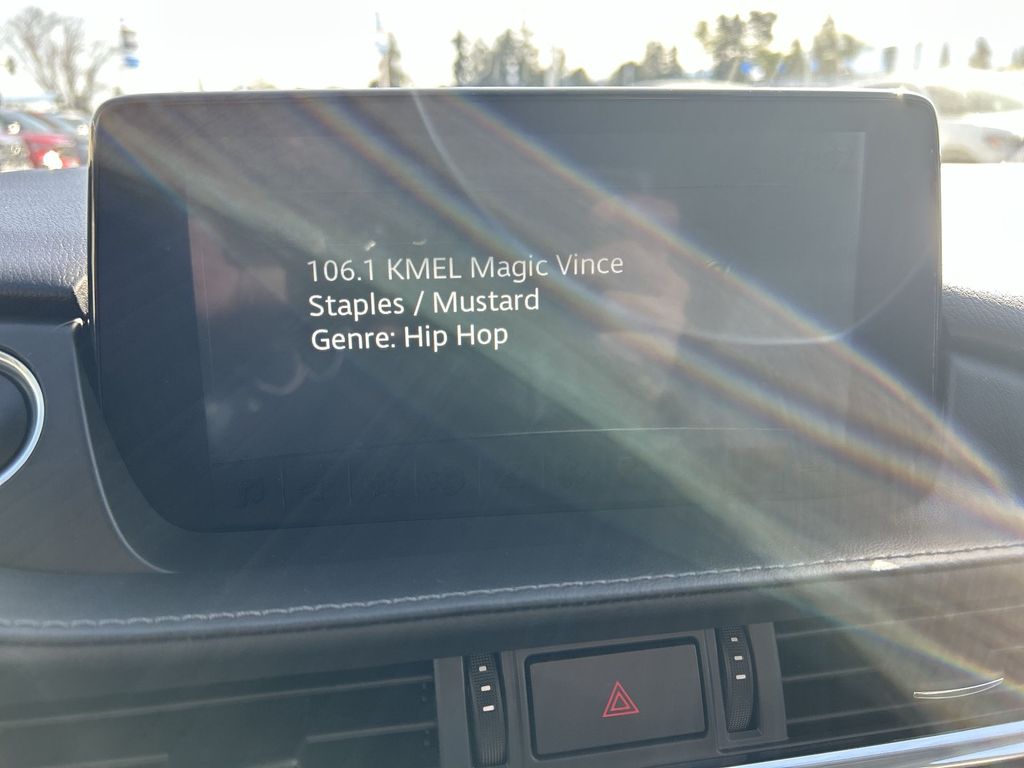 106.1 KMEL Magic Vince
Staples / Mustard
Genre: Hip Hop